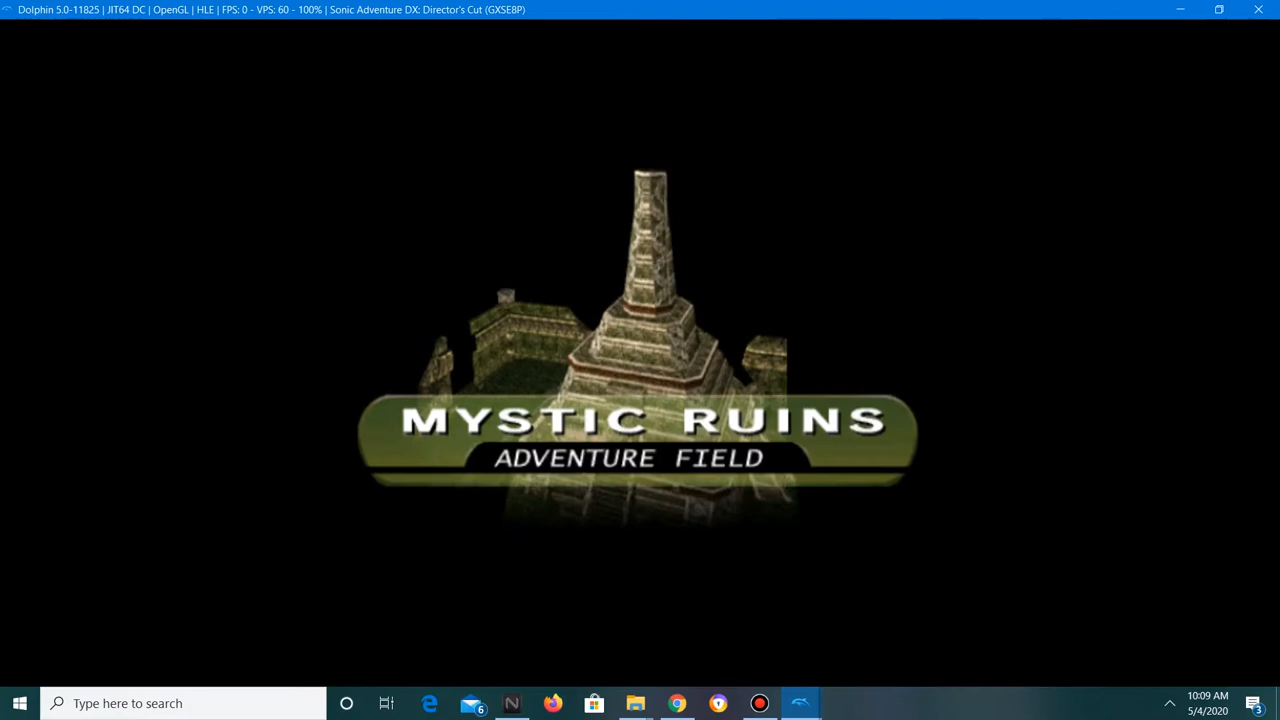 Dolphin 5.0-11825 | JIT64 DC | OpenGL | HLE | FPS: 0 - VPS: 60 - 100% | Sonic Adventure DX: Director's Cut (GXSE8P)
MYSTIC RUINS
ADVENTURE FIELD
Type here to search
6
N
10:09 AM
5/4/2020
3